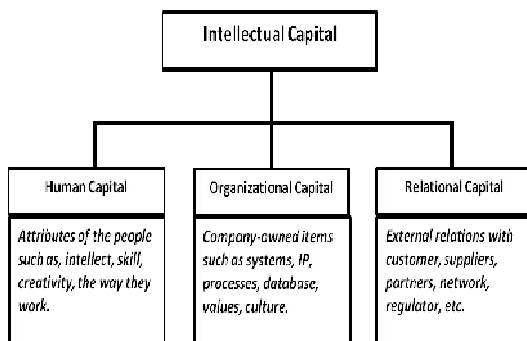 Intellectual Capital
Human Capital
Attributes of the people
such as, intellect, skill,
creativity, the way they
work.
Organizational Capital
Company-owned items
such as systems, IP,
processes, database,
values, culture.
Relational Capital
External relations with
customer, suppliers,
partners, network,
regulator, etc.